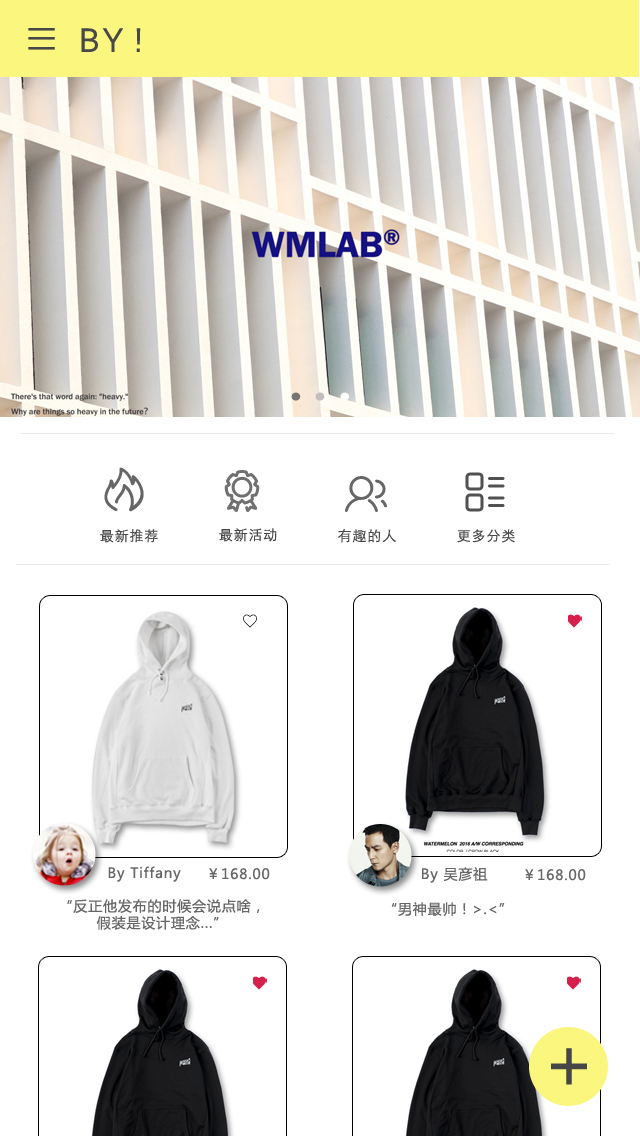 BY！
WMLAB®
There's that word again: "heavy."
Why are things so heavy in the future?
最新推荐
最新活动
有趣的人
更多分类
WATERMELON 2016 A/W CORRESPONDING
By Tiffany
￥168.00
By 吴彦祖
￥168.00
“反正他发布的时候会说点啥，
假装是设计理念...”
“男神最帅！>.<”